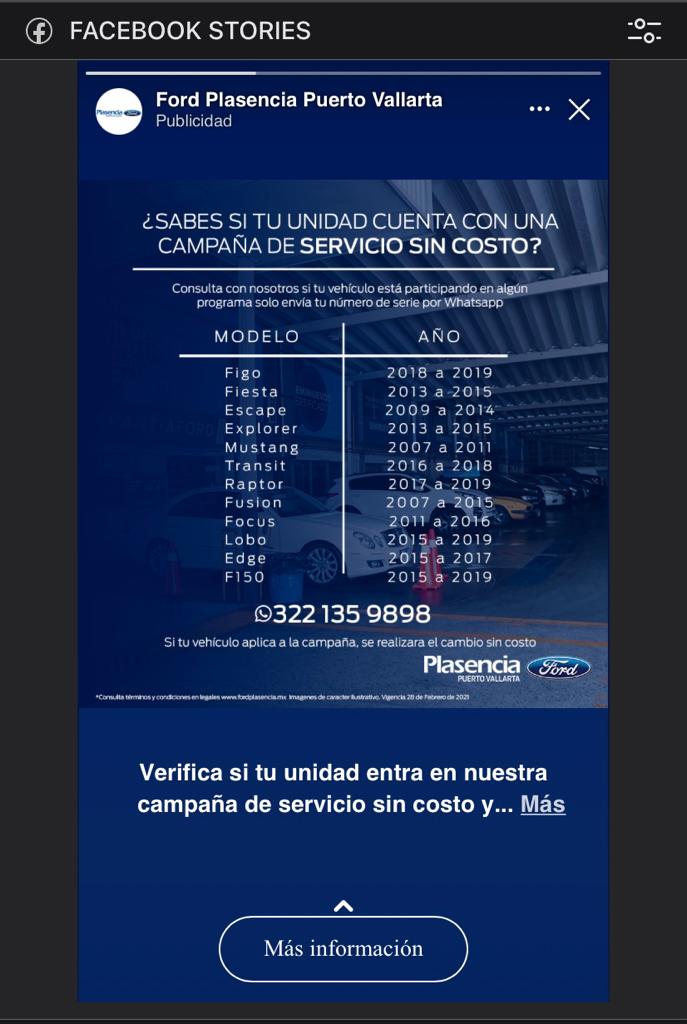 FACEBOOK STORIES
Ford Plasencia Puerto Vallarta
Publicidad
Plasencia Ford
¿SABES SI TU UNIDAD CUENTA CON UNA
CAMPAÑA DE SERVICIO SIN COSTO?
Consulta con nosotros si tu vehículo está participando en algún
programa solo envía tu número de serie por Whatsapp
MODELO AÑO
Figo 2018 a 2019
Fiesta 2013 a 2015
Escape 2009 a 2014
Explorer 2013 a 2015
Mustang 2007 a 2011
Transit 2016 a 2018
Raptor 2017 a 2019
Fusion 2007 a 2015
Focus 2011 a 2016
Lobo 2015 a 2019
Edge 2015 a 2017
F150 2015 a 2019
322 135 9898
Si tu vehículo aplica a la campaña, se realizara el cambio sin costo
Plasencia Ford
PUERTO VALLARTA
*Consulta términos y condiciones en legales www.fordplasencia.mx Imagenes de caracter ilustrativo. Vigencia 28 de Febrero de 2021
Verifica si tu unidad entra en nuestra
campaña de servicio sin costo y... Más
Más información